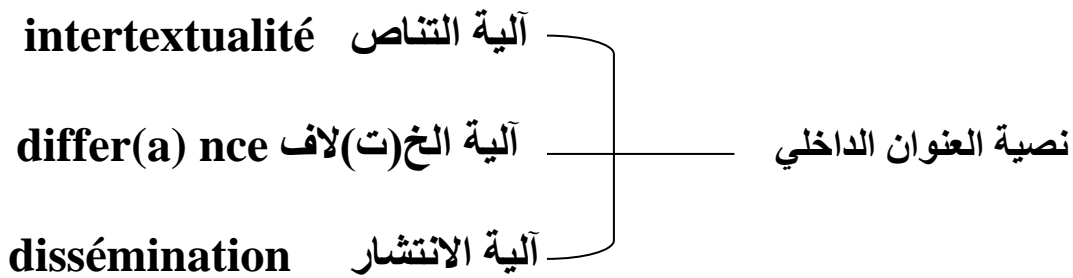 آلية التناص intertextualité
آلية الخ(ت)لاف differ(a) nce
نصية العنوان الداخلي
آلية الانتشار dissémination